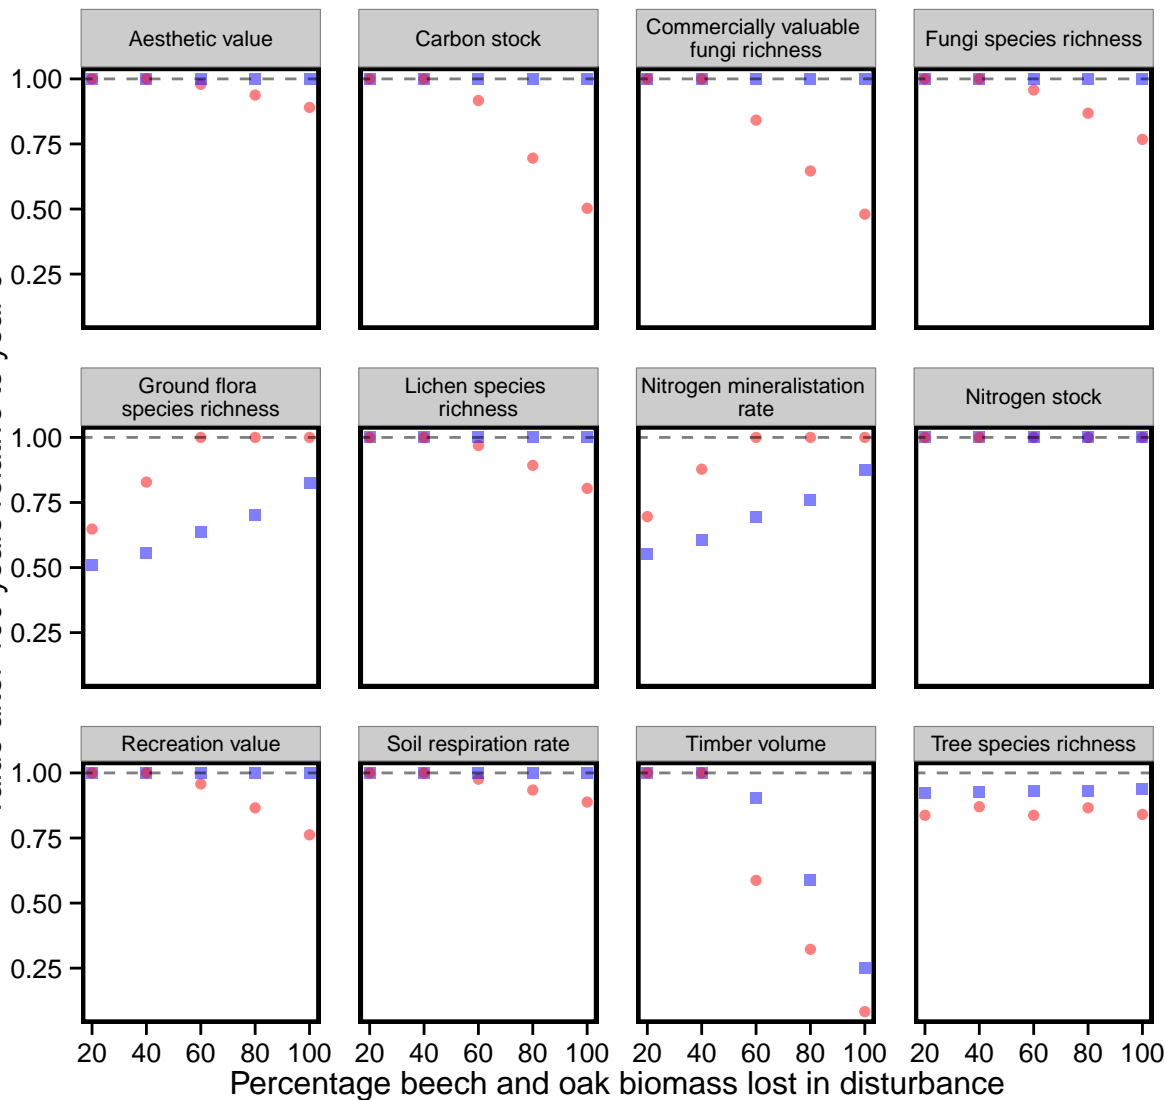 Aesthetic value
Carbon stock
Commercially valuable
fungi richness
Fungi species richness
1.00
0.75
0.50
0.25
Ground flora
species richness
Lichen species
richness
Nitrogen mineralistation
rate
Nitrogen stock
1.00
0.75
0.50
0.25
Recreation value
Soil respiration rate
Timber volume
Tree species richness
1.00
0.75
0.50
0.25
20 40 60 80 100 20 40 60 80 100 20 40 60 80 100 20 40 60 80 100
Percentage beech and oak biomass lost in disturbance